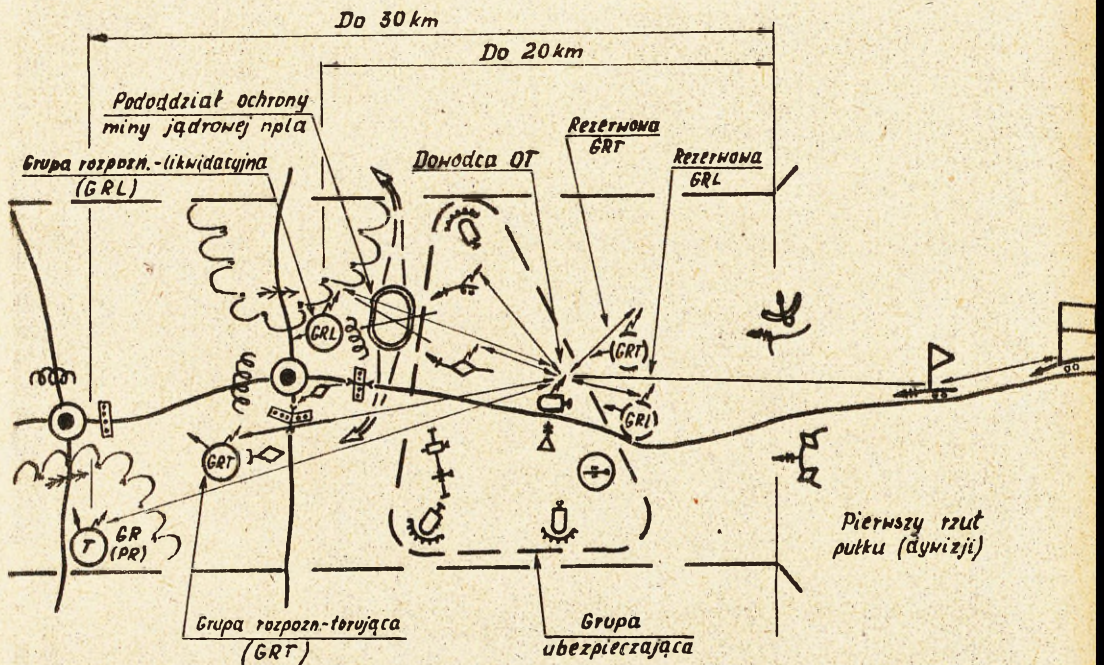 Do 30 km
Do 20 km
Pododdział ochrony
miny jądrowej npla
Rezerwowa
GRT
Grupa rozpozn.-likwidacyjna
(GRL)
Dowodca OT
Rezerwowa
GRL
GRL
(GRT)
(GRL)
GRT
T
GR
(PR)
Pierwszy rzut
pułku (dywizji)
Grupa rozpozn.-torująca
(GRT)
Grupa
ubezpieczająca